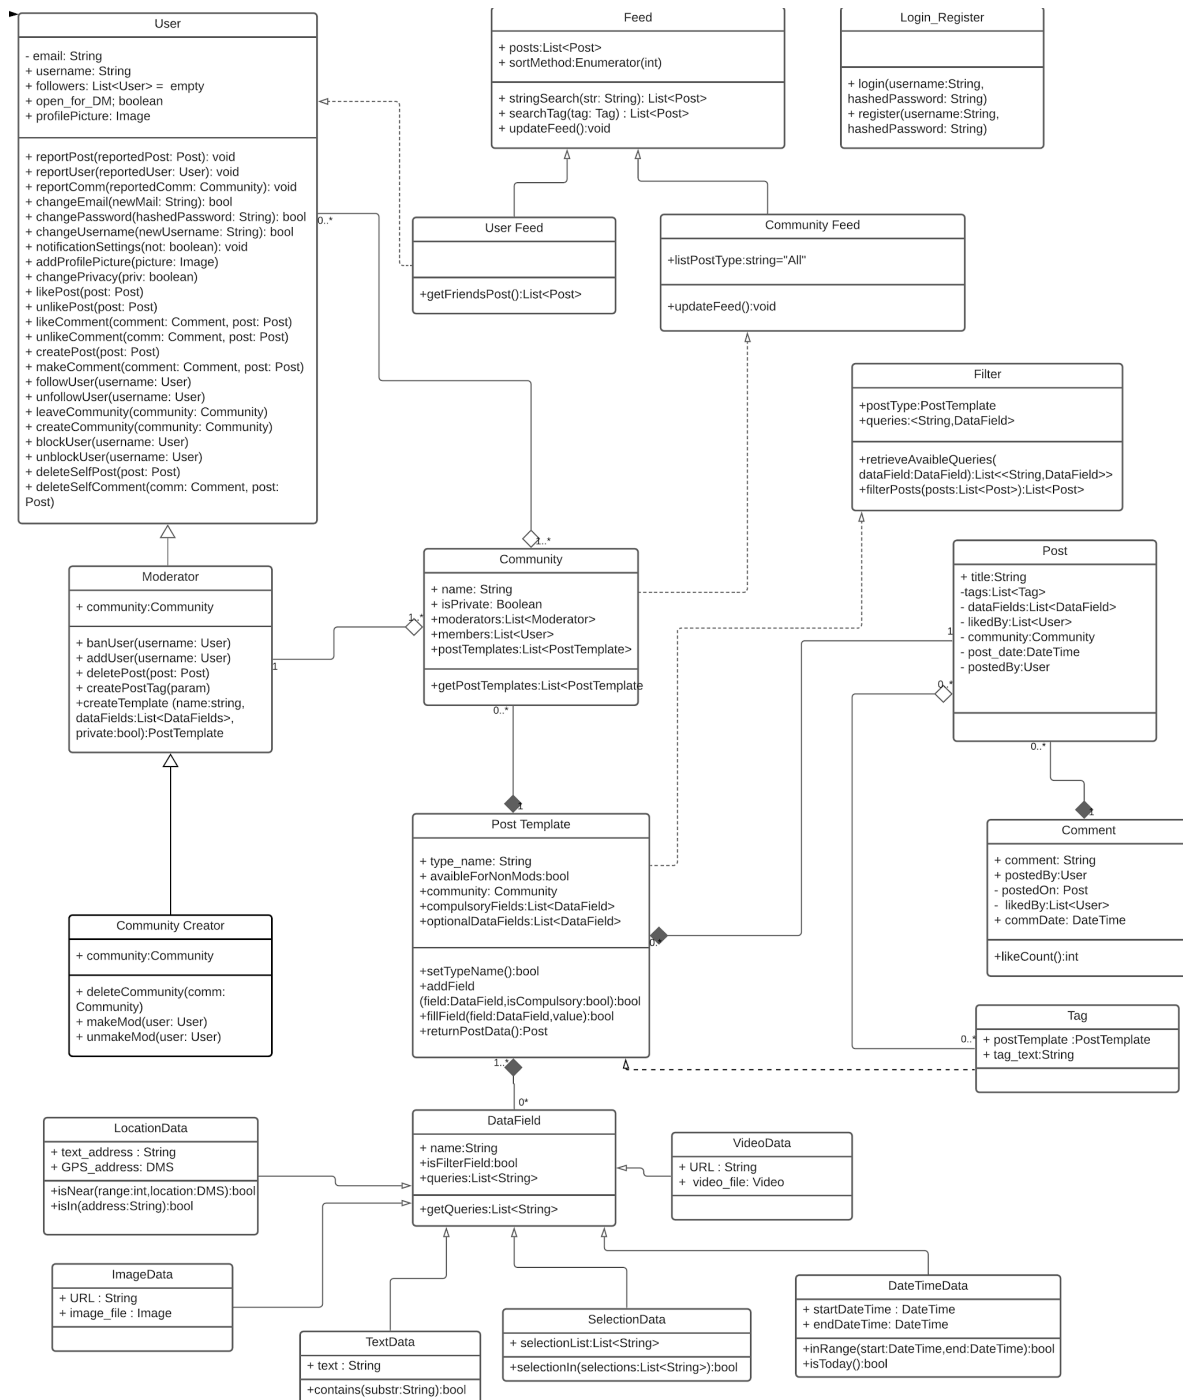 User
- email: String
+ username: String
+ followers: List<User> =  empty
+ open_for_DM; boolean
+ profilePicture: Image
+ reportPost(reportedPost: Post): void
+ reportUser(reportedUser: User): void
+ reportComm(reportedComm: Community): void
+ changeEmail(newMail: String): bool
+ changePassword(hashedPassword: String): bool
+ changeUsername(newUsername: String): bool
+ notificationSettings(not: boolean): void
+ addProfilePicture(picture: Image)
+ changePrivacy(priv: boolean)
+ likePost(post: Post)
+ unlikePost(post: Post)
+ likeComment(comment: Comment, post: Post)
+ unlikeComment(comm: Comment, post: Post)
+ createPost(post: Post)
+ makeComment(comment: Comment, post: Post)
+ followUser(username: User)
+ unfollowUser(username: User)
+ leaveCommunity(community: Community)
+ createCommunity(community: Community)
+ blockUser(username: User)
+ unblockUser(username: User)
+ deleteSelfPost(post: Post)
+ deleteSelfComment(comm: Comment, post:
Post)
0..*
Feed
+ posts:List<Post>
+ sortMethod:Enumerator(int)
+ stringSearch(str: String): List<Post>
+ searchTag(tag: Tag) : List<Post>
+ updateFeed():void
Login_Register
+ login(username:String,
hashedPassword: String)
+ register(username:String,
hashedPassword: String)
User Feed
+getFriendsPost():List<Post>
Community Feed
+listPostType:string="All"
+updateFeed():void
Filter
+postType:PostTemplate
+queries:<String,DataField>
+retrieveAvaibleQueries(
dataField:DataField):List<<String,DataField>>
+filterPosts(posts:List<Post>):List<Post>
Moderator
+ community:Community
+ banUser(username: User)
+ addUser(username: User)
+ deletePost(post: Post)
+ createPostTag(param)
+createTemplate (name:string,
dataFields:List<DataFields>,
private:bool):PostTemplate
1
1..*
1..*
Community
+ name: String
+ isPrivate: Boolean
+moderators:List<Moderator>
+members:List<User>
+postTemplates:List<PostTemplate>
+getPostTemplates:List<PostTemplate
0..*
1
Post
+ title:String
-tags:List<Tag>
- dataFields:List<DataField>
- likedBy:List<User>
- community:Community
- post_date:DateTime
- postedBy:User
1
0..*
0..*
1
Community Creator
+ community:Community
+ deleteCommunity(comm:
Community)
+ makeMod(user: User)
+ unmakeMod(user: User)
Post Template
+ type_name: String
+ avaibleForNonMods:bool
+community: Community
+compulsoryFields:List<DataField>
+optionalDataFields:List<DataField>
+setTypeName():bool
+addField
(field:DataField,isCompulsory:bool):bool
+fillField(field:DataField,value):bool
+returnPostData():Post
0..*
1..*
0*
Comment
+ comment: String
+ postedBy:User
- postedOn: Post
-  likedBy:List<User>
+ commDate: DateTime
+likeCount():int
Tag
+ postTemplate :PostTemplate
+ tag_text:String
0..*
DataField
+ name:String
+isFilterField:bool
+queries:List<String>
+getQueries:List<String>
LocationData
+ text_address : String
+ GPS_address: DMS
+isNear(range:int,location:DMS):bool
+isIn(address:String):bool
VideoData
+ URL : String
+  video_file: Video
ImageData
+ URL : String
+ image_file : Image
TextData
+ text : String
+contains(substr:String):bool
SelectionData
+ selectionList:List<String>
+selectionIn(selections:List<String>):bool
DateTimeData
+ startDateTime : DateTime
+ endDateTime: DateTime
+inRange(start:DateTime,end:DateTime):bool
+isToday():bool